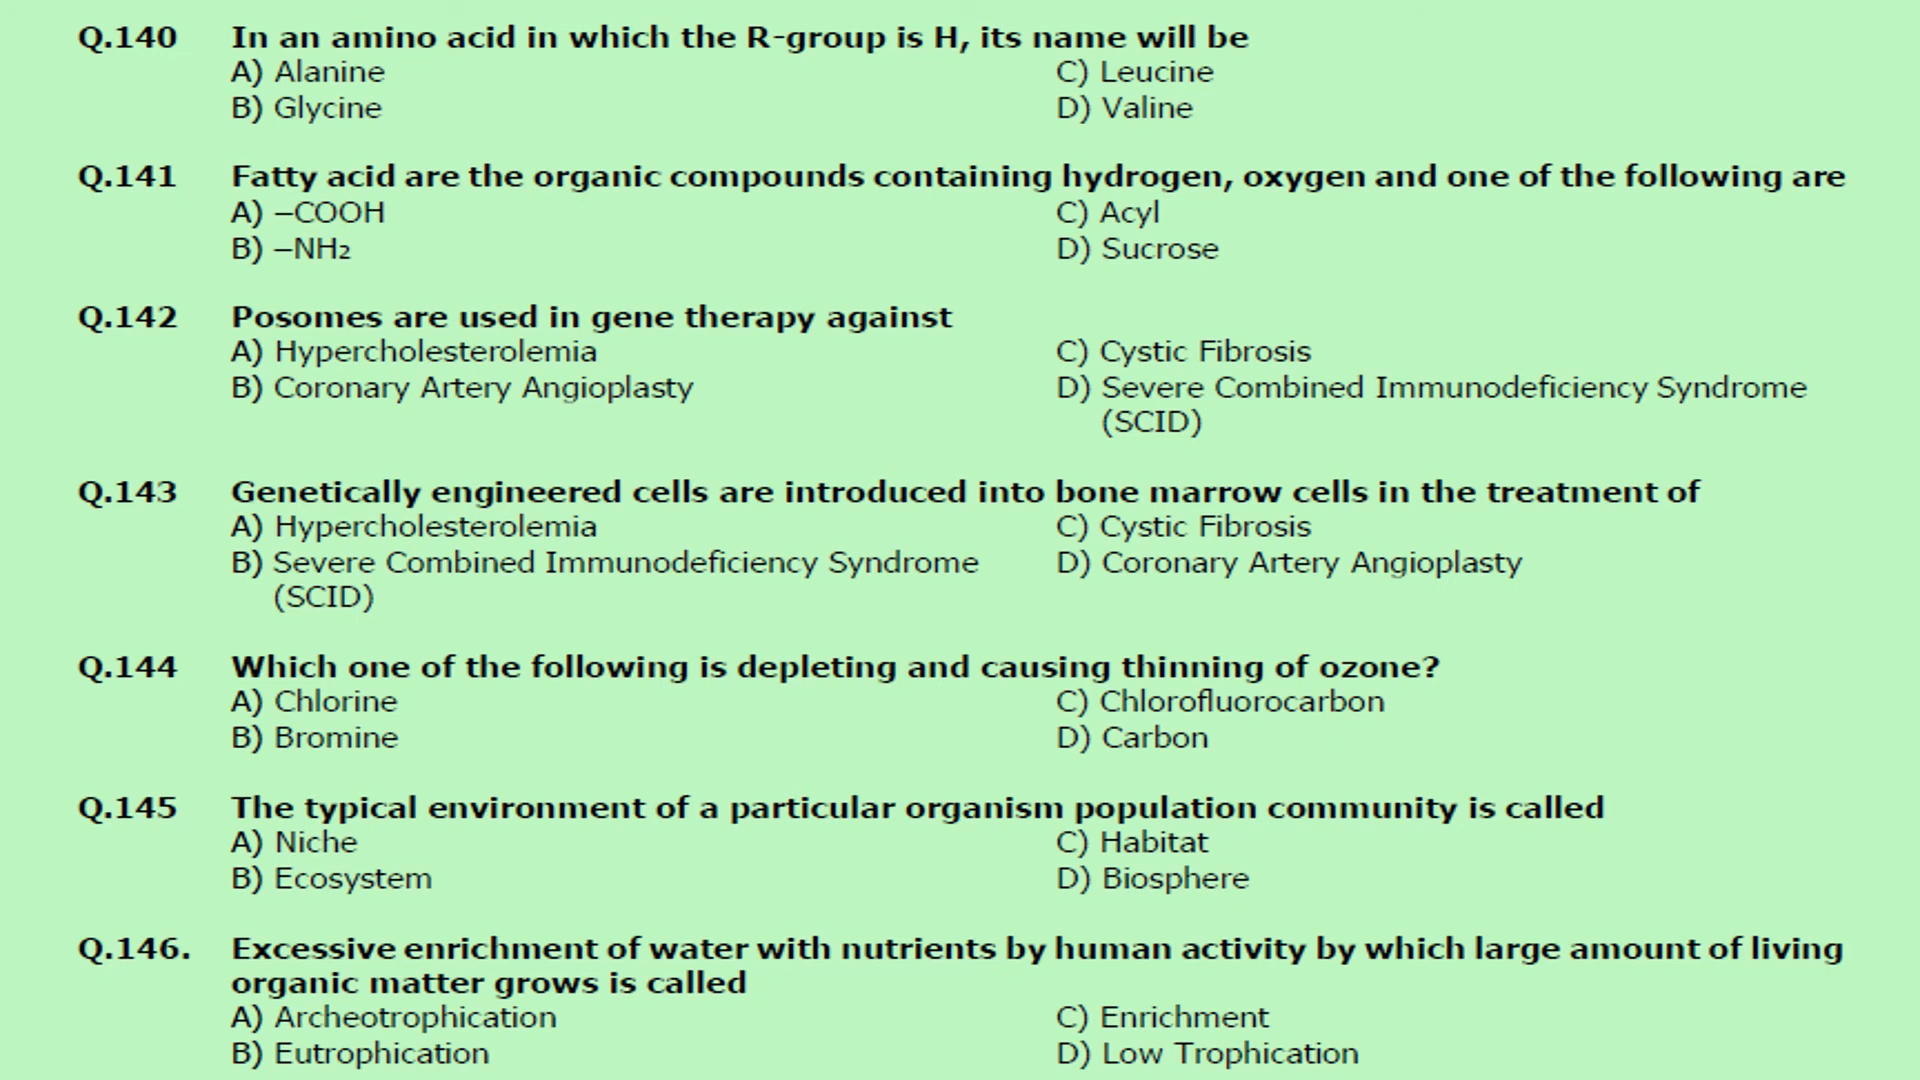 Q.140 In an amino acid in which the R-group is H, its name will be
A) Alanine C) Leucine
B) Glycine D) Valine
Q.141 Fatty acid are the organic compounds containing hydrogen, oxygen and one of the following are
A) –COOH C) Acyl
B) –NH₂ D) Sucrose
Q.142 Posomes are used in gene therapy against
A) Hypercholesterolemia C) Cystic Fibrosis
B) Coronary Artery Angioplasty D) Severe Combined Immunodeficiency Syndrome
(SCID)
Q.143 Genetically engineered cells are introduced into bone marrow cells in the treatment of
A) Hypercholesterolemia C) Cystic Fibrosis
B) Severe Combined Immunodeficiency Syndrome D) Coronary Artery Angioplasty
(SCID)
Q.144 Which one of the following is depleting and causing thinning of ozone?
A) Chlorine C) Chlorofluorocarbon
B) Bromine D) Carbon
Q.145 The typical environment of a particular organism population community is called
A) Niche C) Habitat
B) Ecosystem D) Biosphere
Q.146. Excessive enrichment of water with nutrients by human activity by which large amount of living
organic matter grows is called
A) Archeotrophication C) Enrichment
B) Eutrophication D) Low Trophication